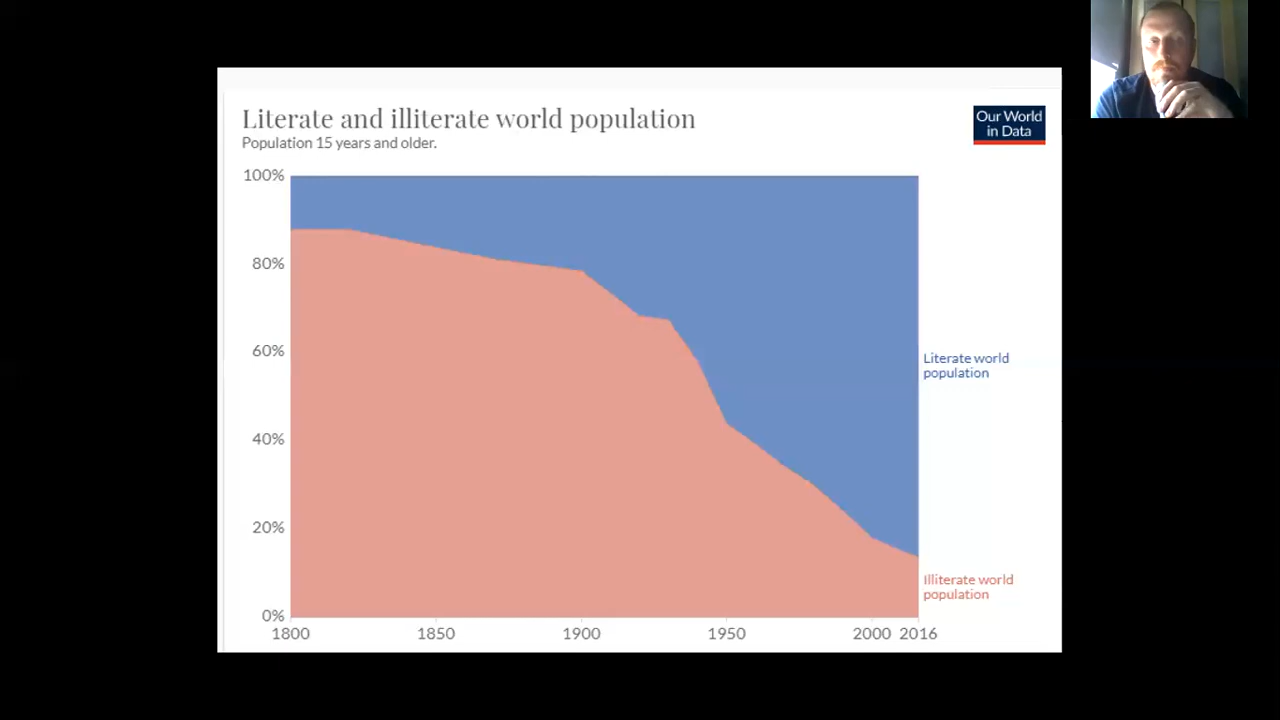 Literate and illiterate world population
Population 15 years and older.
Our World
in Data
100%
80%
60%
40%
20%
0%
Literate world
population
Illiterate world
population
1800 1850 1900 1950 2000 2016